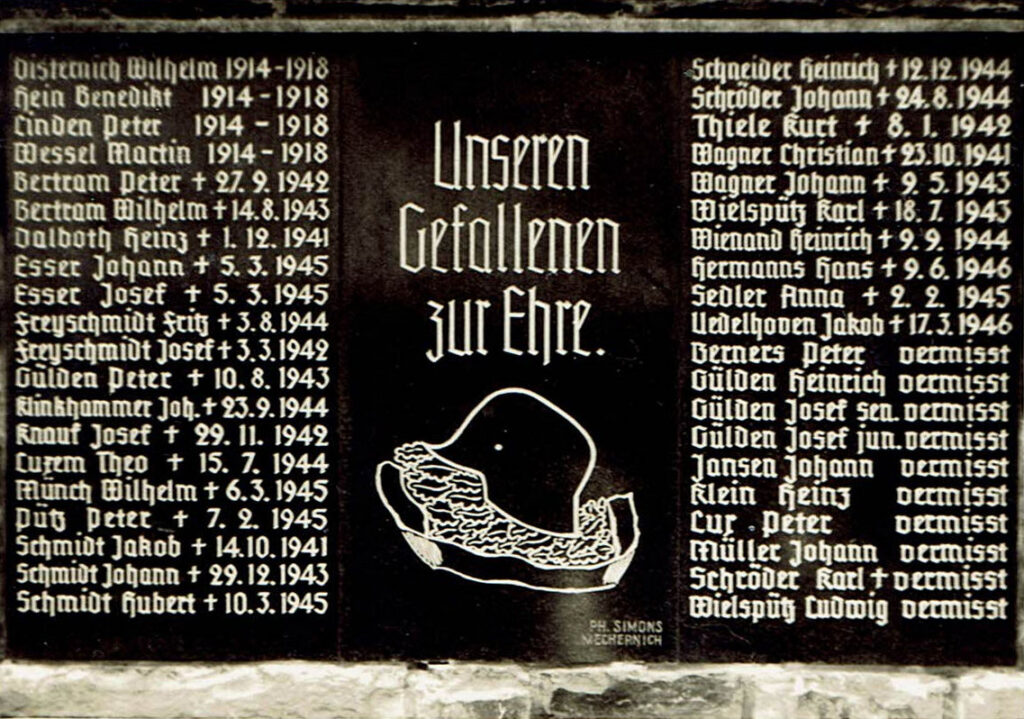 Disternich Wilhelm 1914-1918
Hein Benedikt 1914-1918
Linden Peter 1914-1918
Wessel Martin 1914-1918
Bertram Peter + 27.9.1942
Bertram Wilhelm + 14.8.1943
Dalboth Heinz + 1.12.1941
Esser Johann + 5.3.1945
Esser Josef + 5.3.1945
Freyschmidt Fritz + 3.8.1944
Freyschmidt Josef + 3.3.1942
Gülden Peter + 10.8.1943
Klinkhammer Joh. + 23.9.1944
Knauf Josef + 29.11.1942
Luxem Theo + 15.7.1944
Münch Wilhelm + 6.3.1945
Pütz Peter + 7.2.1945
Schmidt Jakob + 14.10.1941
Schmidt Johann + 29.12.1943
Schmidt Hubert + 10.3.1945
Unseren
Gefallenen
zur Ehre.
PH. SIMONS
MECHERNICH
Schneider Heinrich + 12.12.1944
Schröder Johann + 24.8.1944
Thiele Kurt + 8.1.1942
Wagner Christian + 23.10.1941
Wagner Johann + 9.5.1943
Wielspütz Karl + 18.7.1943
Wienand Heinrich + 9.9.1944
Hermanns Hans + 9.6.1946
Sedler Anna + 2.2.1945
Uedelhoven Jakob + 17.3.1946
Berners Peter vermisst
Gülden Heinrich vermisst
Gülden Josef sen. vermisst
Gülden Josef jun. vermisst
Jansen Johann vermisst
Klein Heinz vermisst
Lux Peter vermisst
Müller Johann vermisst
Schröder Karl + vermisst
Wielspütz Ludwig vermisst